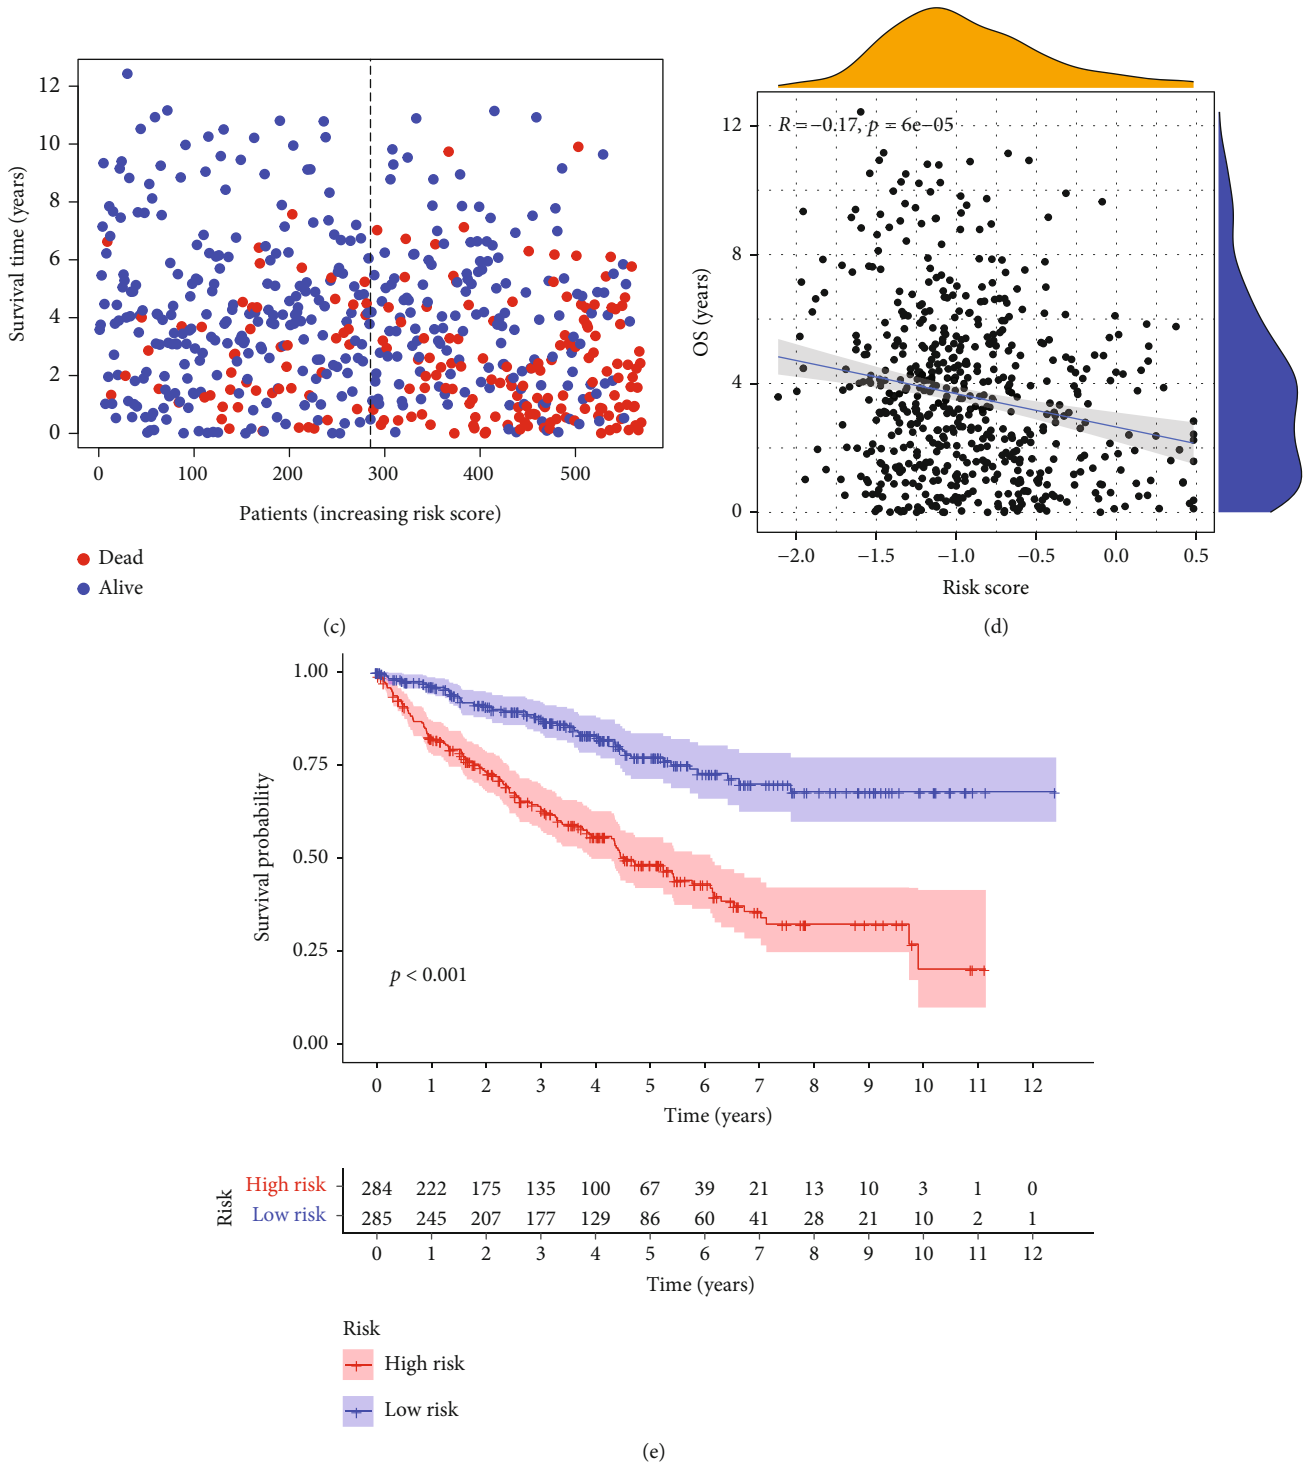 Survival time (years)
12
10
8
6
4
2
0
0 100 200 300 400 500
Patients (increasing risk score)
Dead
Alive
(c)
R = −0.17, p = 6e−05
OS (years)
12
8
4
0
−2.0 −1.5 −1.0 −0.5 0.0 0.5
Risk score
(d)
Survival probability
1.00
0.75
0.50
0.25
0.00
p < 0.001
0 1 2 3 4 5 6 7 8 9 10 11 12
Time (years)
Risk
High risk 284 222 175 135 100 67 39 21 13 10 3 1 0
Low risk 285 245 207 177 129 86 60 41 28 21 10 2 1
0 1 2 3 4 5 6 7 8 9 10 11 12
Time (years)
Risk
High risk
Low risk
(e)